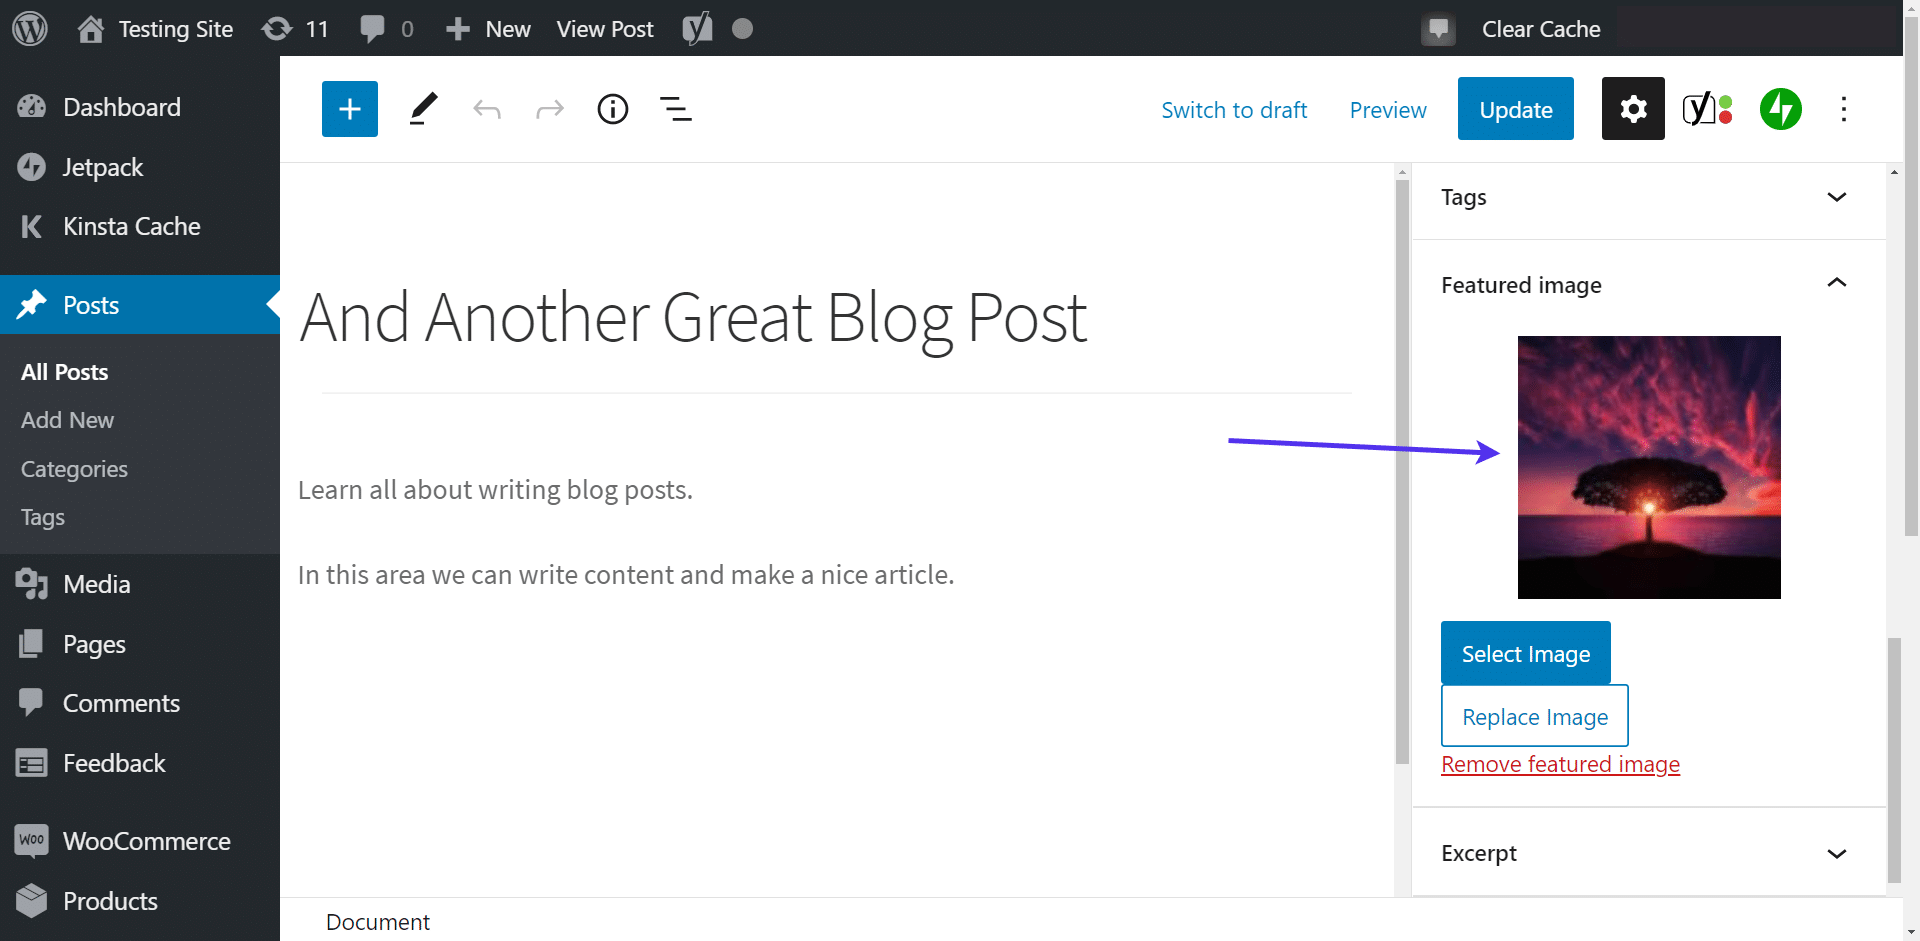 Testing Site 11 0 New View Post Clear Cache
Dashboard
Jetpack
Kinsta Cache
Posts
All Posts
Add New
Categories
Tags
Media
Pages
Comments
Feedback
Woo WooCommerce
Products
Switch to draft Preview Update
And Another Great Blog Post
Learn all about writing blog posts.
In this area we can write content and make a nice article.
Document
Tags
Featured image
Select Image
Replace Image
Remove featured image
Excerpt